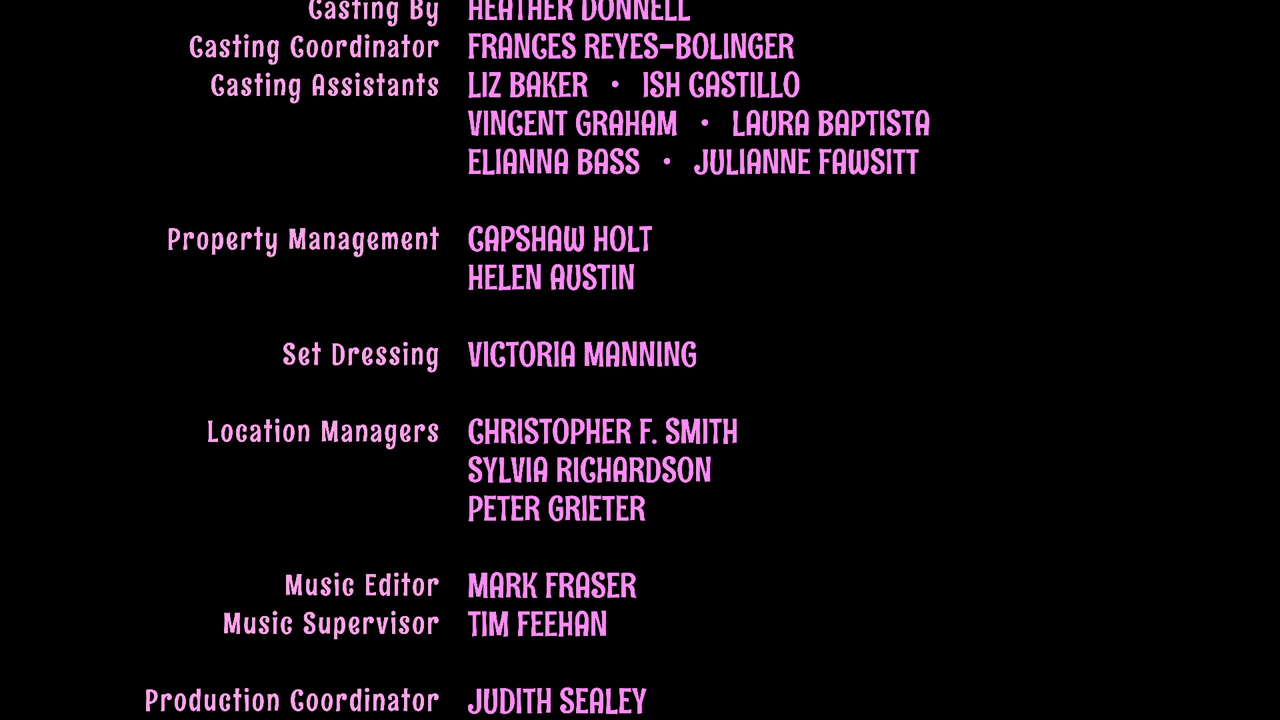 Casting By HEATHER DONNELL
Casting Coordinator FRANCES REYES-BOLINGER
Casting Assistants LIZ BAKER • ISH CASTILLO
VINCENT GRAHAM • LAURA BAPTISTA
ELIANNA BASS • JULIANNE FAWSITT
Property Management CAPSHAW HOLT
HELEN AUSTIN
Set Dressing VICTORIA MANNING
Location Managers CHRISTOPHER F. SMITH
SYLVIA RICHARDSON
PETER GRIETER
Music Editor MARK FRASER
Music Supervisor TIM FEEHAN
Production Coordinator JUDITH SEALEY